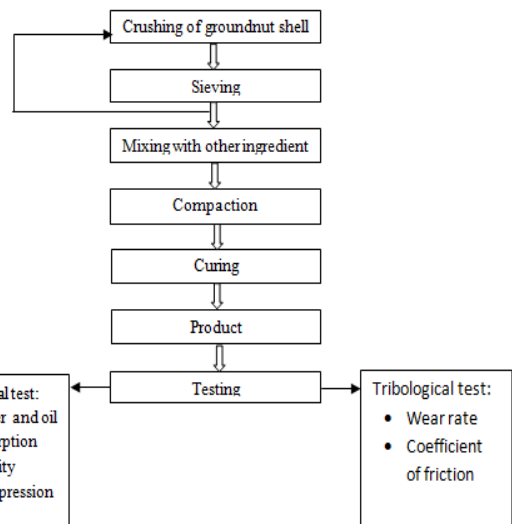 Crushing of groundnut shell
Sieving
Mixing with other ingredient
Compaction
Curing
Product
Testing
al test:
r and oil
rption
ity
pression
Tribological test:
• Wear rate
• Coefficient
of friction